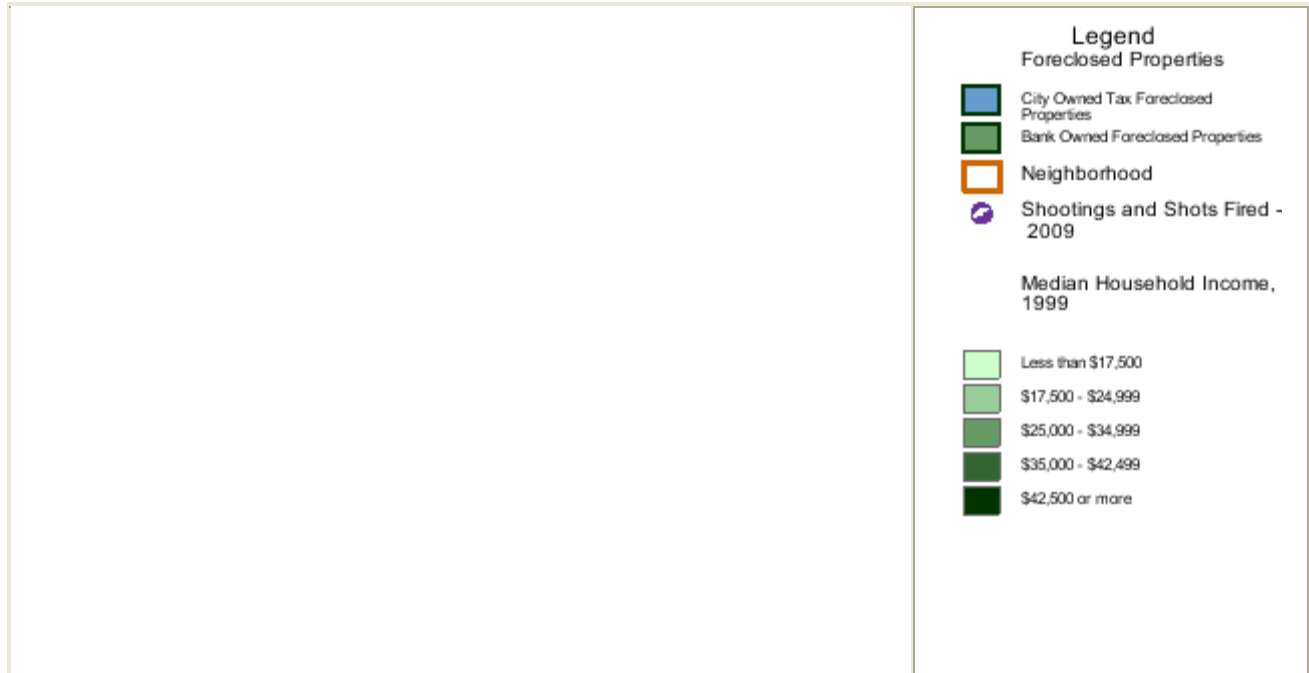 Legend
Foreclosed Properties
City Owned Tax Foreclosed
Properties
Bank Owned Foreclosed Properties
Neighborhood
Shootings and Shots Fired -
2009
Median Household Income,
1999
Less than $17,500
$17,500 - $24,999
$25,000 - $34,999
$35,000 - $42,499
$42,500 or more